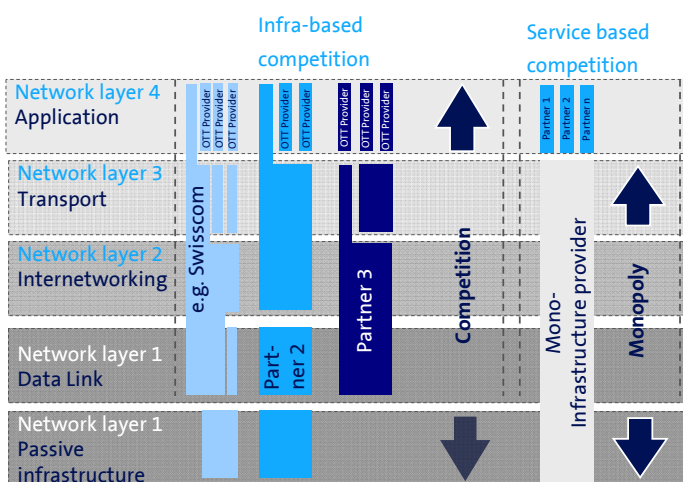 Infra-based
competition
Service based
competition
Network layer 4
Application
OTT Provider
OTT Provider
OTT Provider
OTT Provider
OTT Provider
OTT Provider
OTT Provider
OTT Provider
Partner 1
Partner 2
Partner n
Network layer 3
Transport
Network layer 2
Internetworking
Network layer 1
Data Link
Network layer 1
Passive
infrastructure
e.g. Swisscom
Part-
ner 2
Partner 3
Competition
Mono-
Infrastructure provider
Monopoly